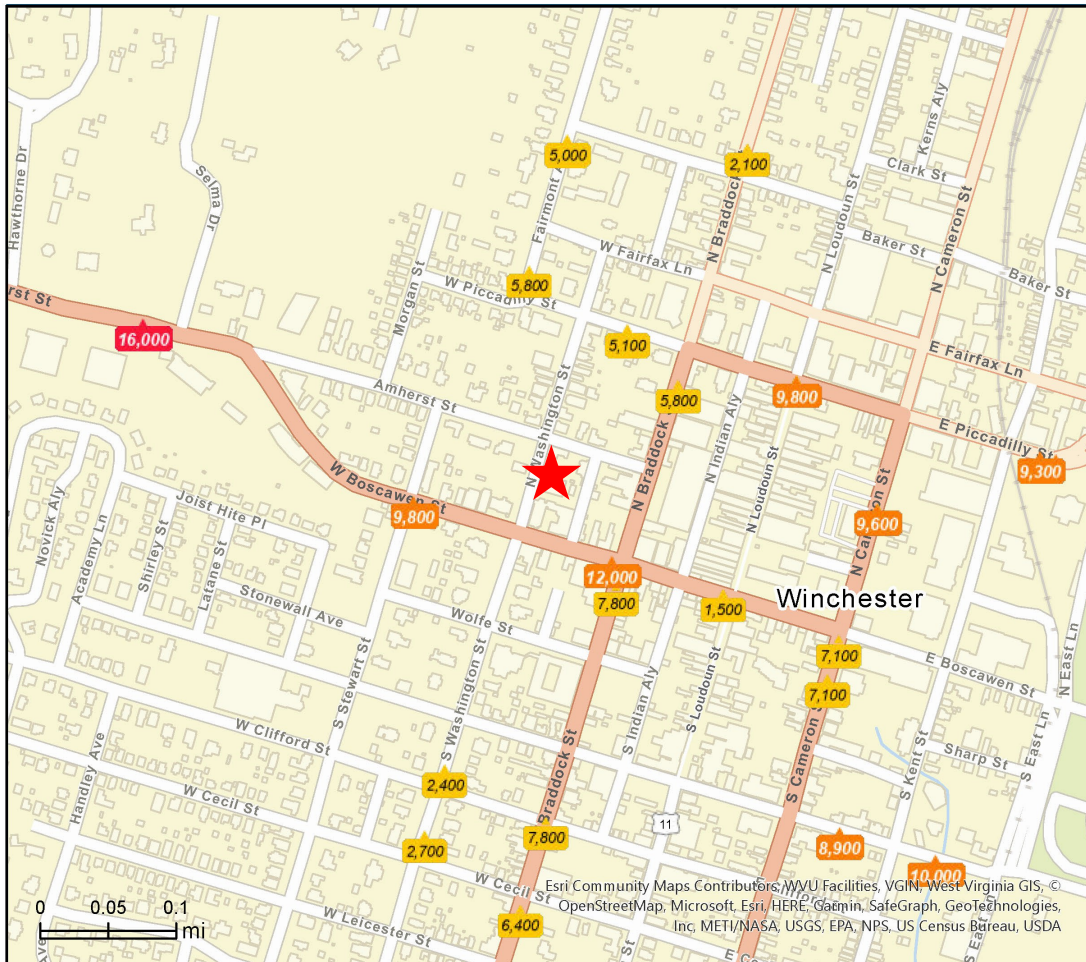 Hawthorne Dr
Selma Dr
Kerns Aly
Clark St
5,000
2,100
Fairmont
N Braddock
N Loudoun St
N Cameron St
Baker St
Baker St
W Fairfax Ln
Morgan St
5,800
W Piccadilly St
rst St
16,000
5,100
E Fairfax Ln
Amherst St
N Washington St
5,800
N Braddock
N Indian Aly
9,800
N Loudoun St
E Piccadilly St
9,300
W Boscawen St
9,800
N Cameron St
9,600
Novick Aly
Academy Ln
Shirley St
Joist Hite Pl
Latane St
Stonewall Ave
12,000
7,800
1,500
Winchester
Wolfe St
7,100
E Boscawen St
N East Ln
7,100
S Stewart St
S Washington St
S Indian Aly
S Loudoun St
W Clifford St
Handley Ave
W Cecil St
2,400
2,700
Braddock St
7,800
11
S Cameron S
S Kent St
Sharp St
S East Ln
8,900
10,000
W Cecil St
W Leicester St
6,400
Ave
St
S East Ln
Esri Community Maps Contributors, WVU Facilities, VGIN, West Virginia GIS, ©
OpenStreetMap, Microsoft, Esri, HERE, Garmin, SafeGraph, GeoTechnologies,
Inc, METI/NASA, USGS, EPA, NPS, US Census Bureau, USDA
0 0.05 0.1
mi